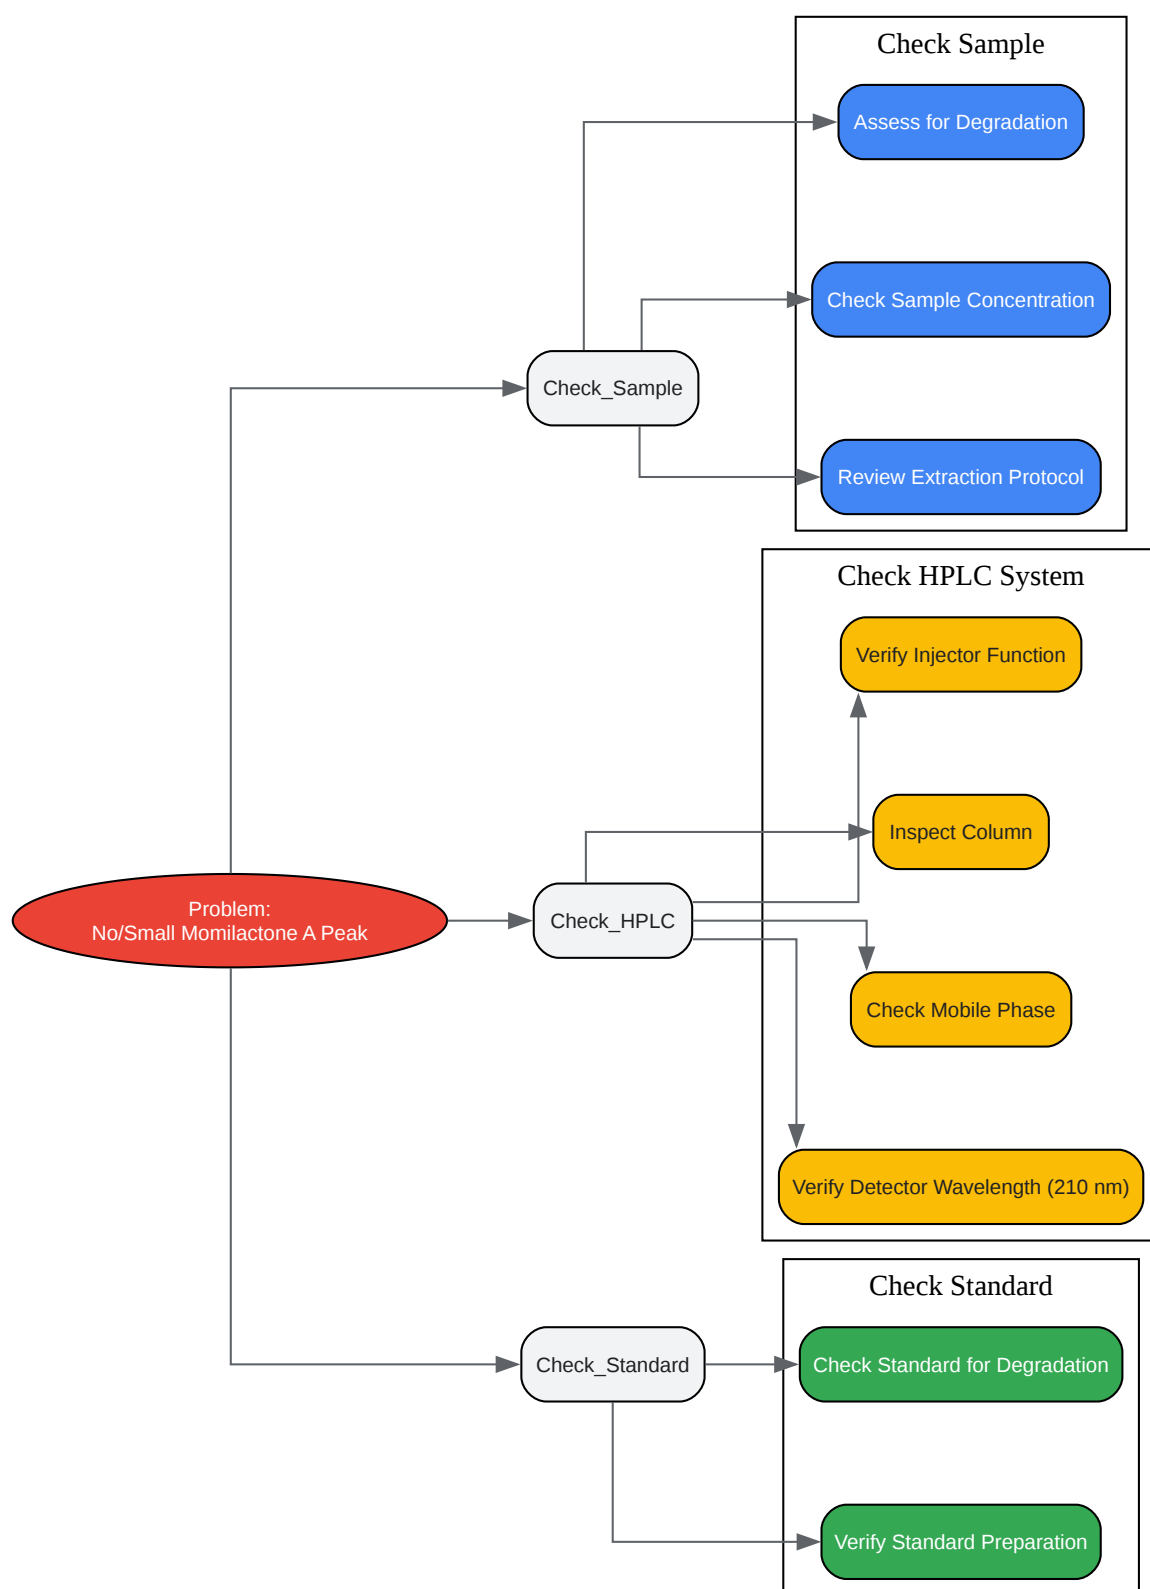 Check Sample
Assess for Degradation
Check Sample Concentration
Check_Sample
Review Extraction Protocol
Check HPLC System
Verify Injector Function
Inspect Column
Problem:
No/Small Momilactone A Peak
Check_HPLC
Check Mobile Phase
Verify Detector Wavelength (210 nm)
Check Standard
Check_Standard
Check Standard for Degradation
Verify Standard Preparation